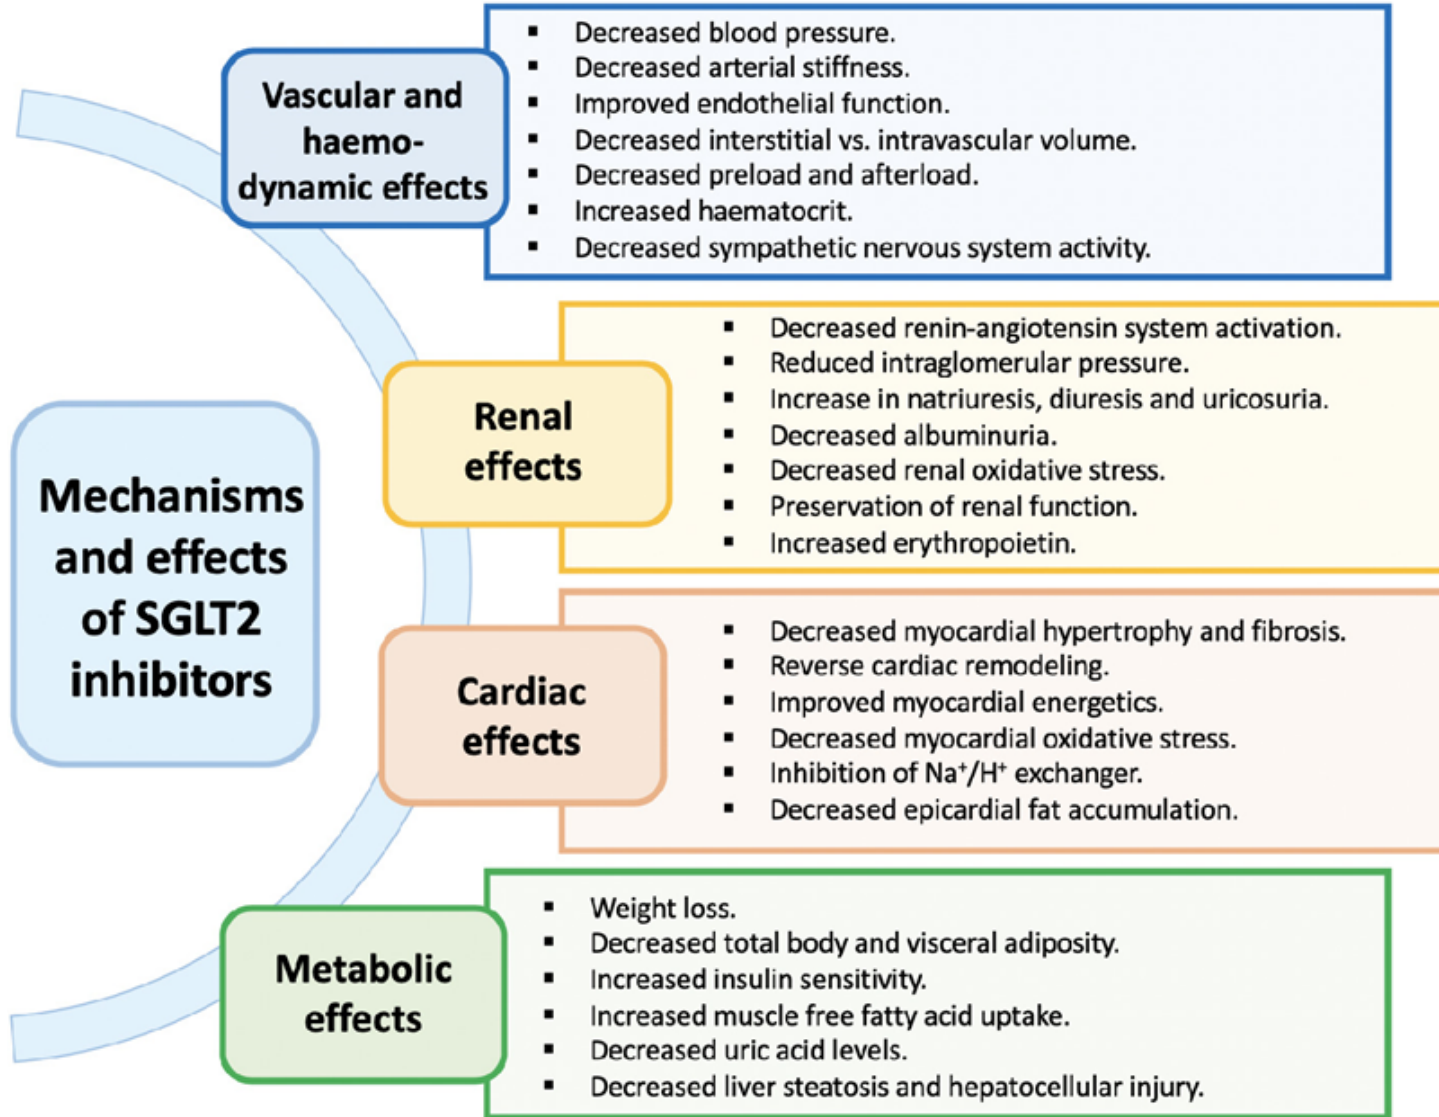 Mechanisms
and effects
of SGLT2
inhibitors
Vascular and
haemo-
dynamic effects
▪ Decreased blood pressure.
▪ Decreased arterial stiffness.
▪ Improved endothelial function.
▪ Decreased interstitial vs. intravascular volume.
▪ Decreased preload and afterload.
▪ Increased haematocrit.
▪ Decreased sympathetic nervous system activity.
Renal
effects
▪ Decreased renin-angiotensin system activation.
▪ Reduced intraglomerular pressure.
▪ Increase in natriuresis, diuresis and uricosuria.
▪ Decreased albuminuria.
▪ Decreased renal oxidative stress.
▪ Preservation of renal function.
▪ Increased erythropoietin.
Cardiac
effects
▪ Decreased myocardial hypertrophy and fibrosis.
▪ Reverse cardiac remodeling.
▪ Improved myocardial energetics.
▪ Decreased myocardial oxidative stress.
▪ Inhibition of Na⁺/H⁺ exchanger.
▪ Decreased epicardial fat accumulation.
Metabolic
effects
▪ Weight loss.
▪ Decreased total body and visceral adiposity.
▪ Increased insulin sensitivity.
▪ Increased muscle free fatty acid uptake.
▪ Decreased uric acid levels.
▪ Decreased liver steatosis and hepatocellular injury.